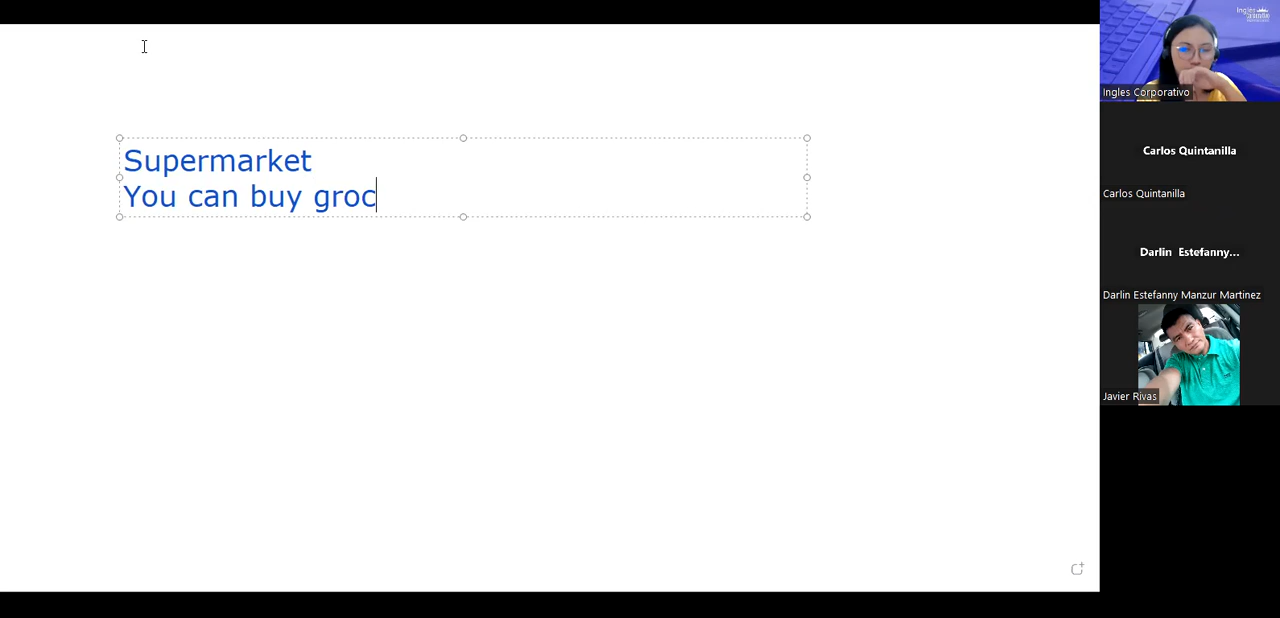 Supermarket
You can buy groc
Ingles
Ingles Corporativo
Carlos Quintanilla
Carlos Quintanilla
Darlin Estefanny...
Darlin Estefanny Manzur Martinez
Javier Rivas